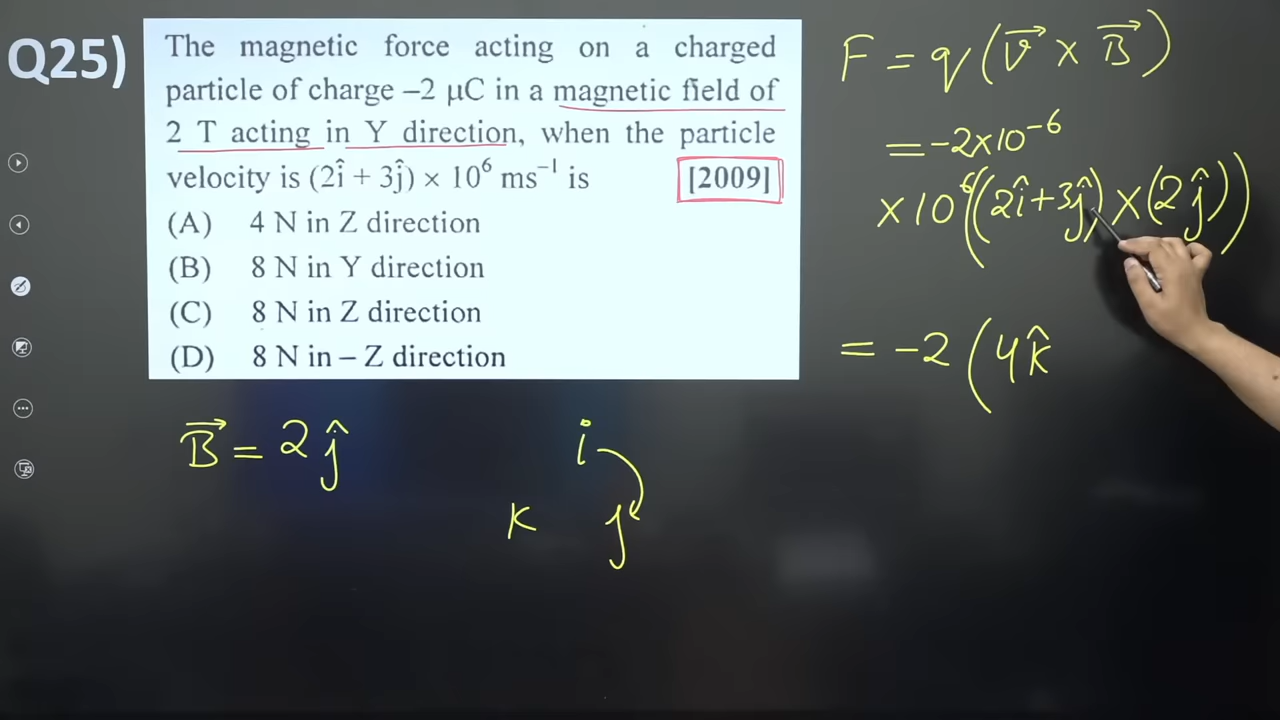 Q25)
The magnetic force acting on a charged
particle of charge –2 μC in a magnetic field of
2 T acting in Y direction, when the particle
velocity is (2î + 3ĵ) × 10⁶ ms⁻¹ is [2009]
(A) 4 N in Z direction
(B) 8 N in Y direction
(C) 8 N in Z direction
(D) 8 N in – Z direction
F = q(v⃗ × B⃗)
= -2×10⁻⁶
×10⁶((2î+3ĵ)×(2ĵ))
= -2(4k̂
B⃗ = 2ĵ
i
K j